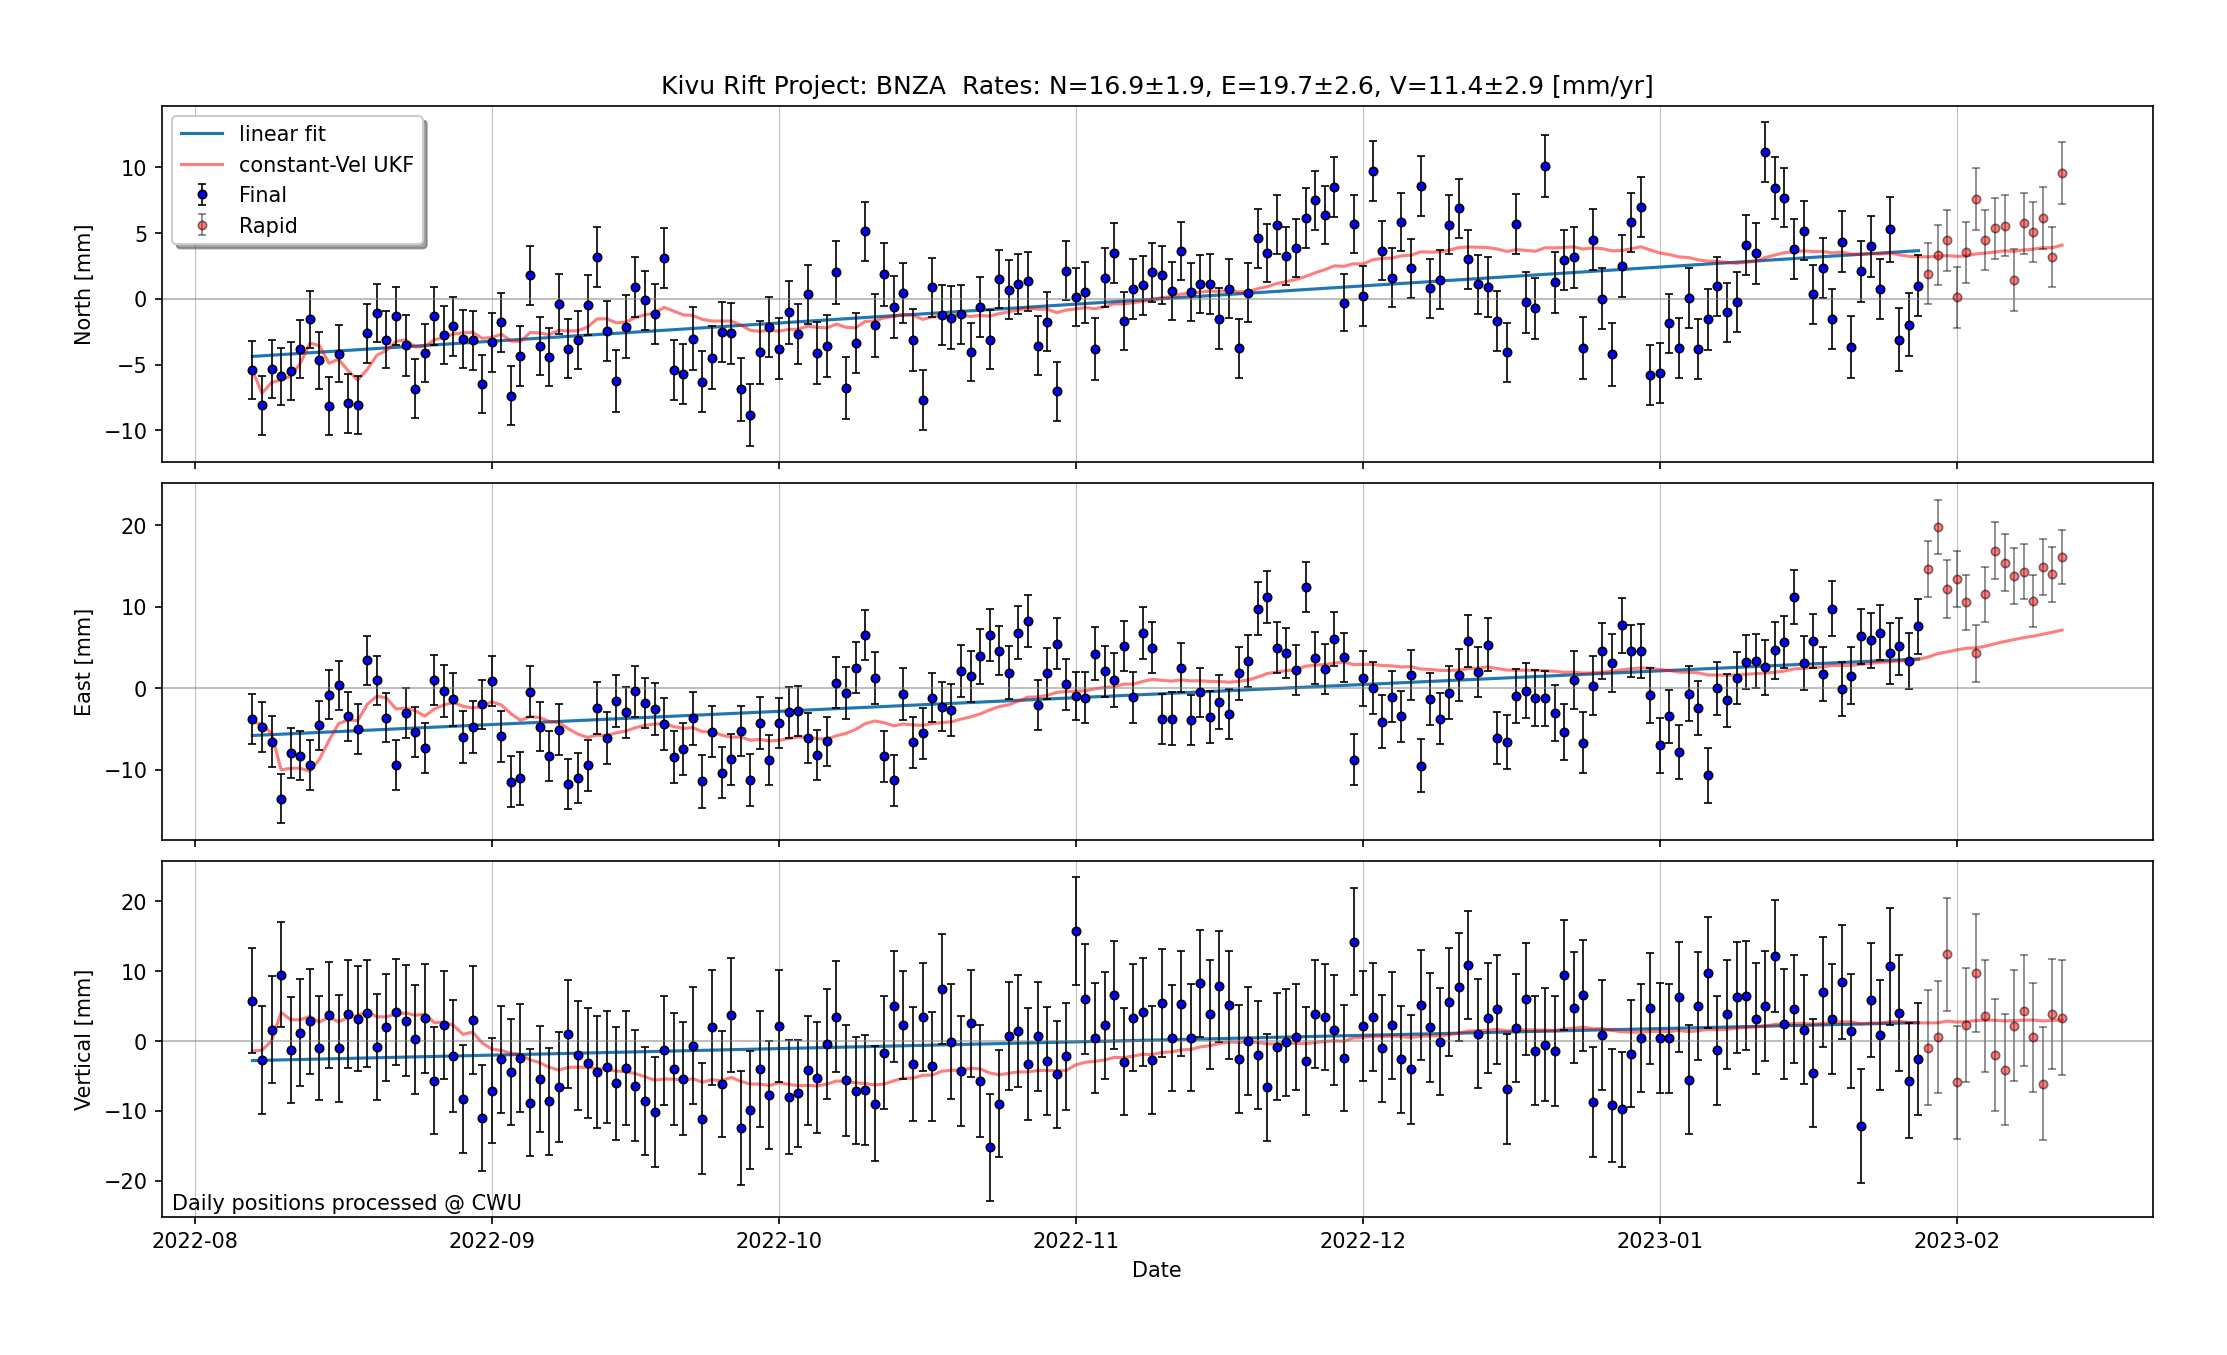 Kivu Rift Project: BNZA  Rates: N=16.9±1.9, E=19.7±2.6, V=11.4±2.9 [mm/yr]
linear fit
constant-Vel UKF
Final
Rapid
North [mm]
10
5
0
−5
−10
East [mm]
20
10
0
−10
Vertical [mm]
20
10
0
−10
−20
Daily positions processed @ CWU
2022-08 2022-09 2022-10 2022-11 2022-12 2023-01 2023-02
Date